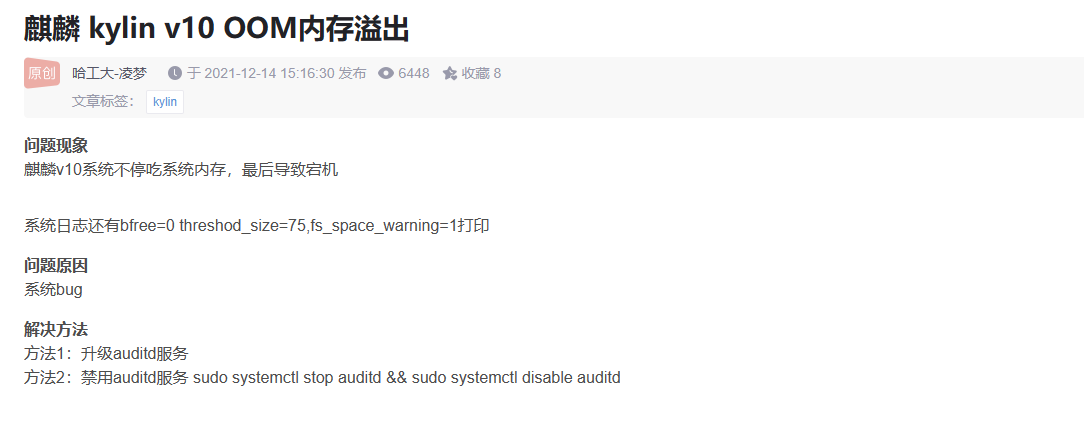 麒麟 kylin v10 OOM内存溢出
原创 哈工大-凌梦 于 2021-12-14 15:16:30 发布 6448 收藏 8
文章标签： kylin
问题现象
麒麟v10系统不停吃系统内存，最后导致宕机
系统日志还有bfree=0 threshod_size=75,fs_space_warning=1打印
问题原因
系统bug
解决方法
方法1：升级auditd服务
方法2：禁用auditd服务 sudo systemctl stop auditd && sudo systemctl disable auditd